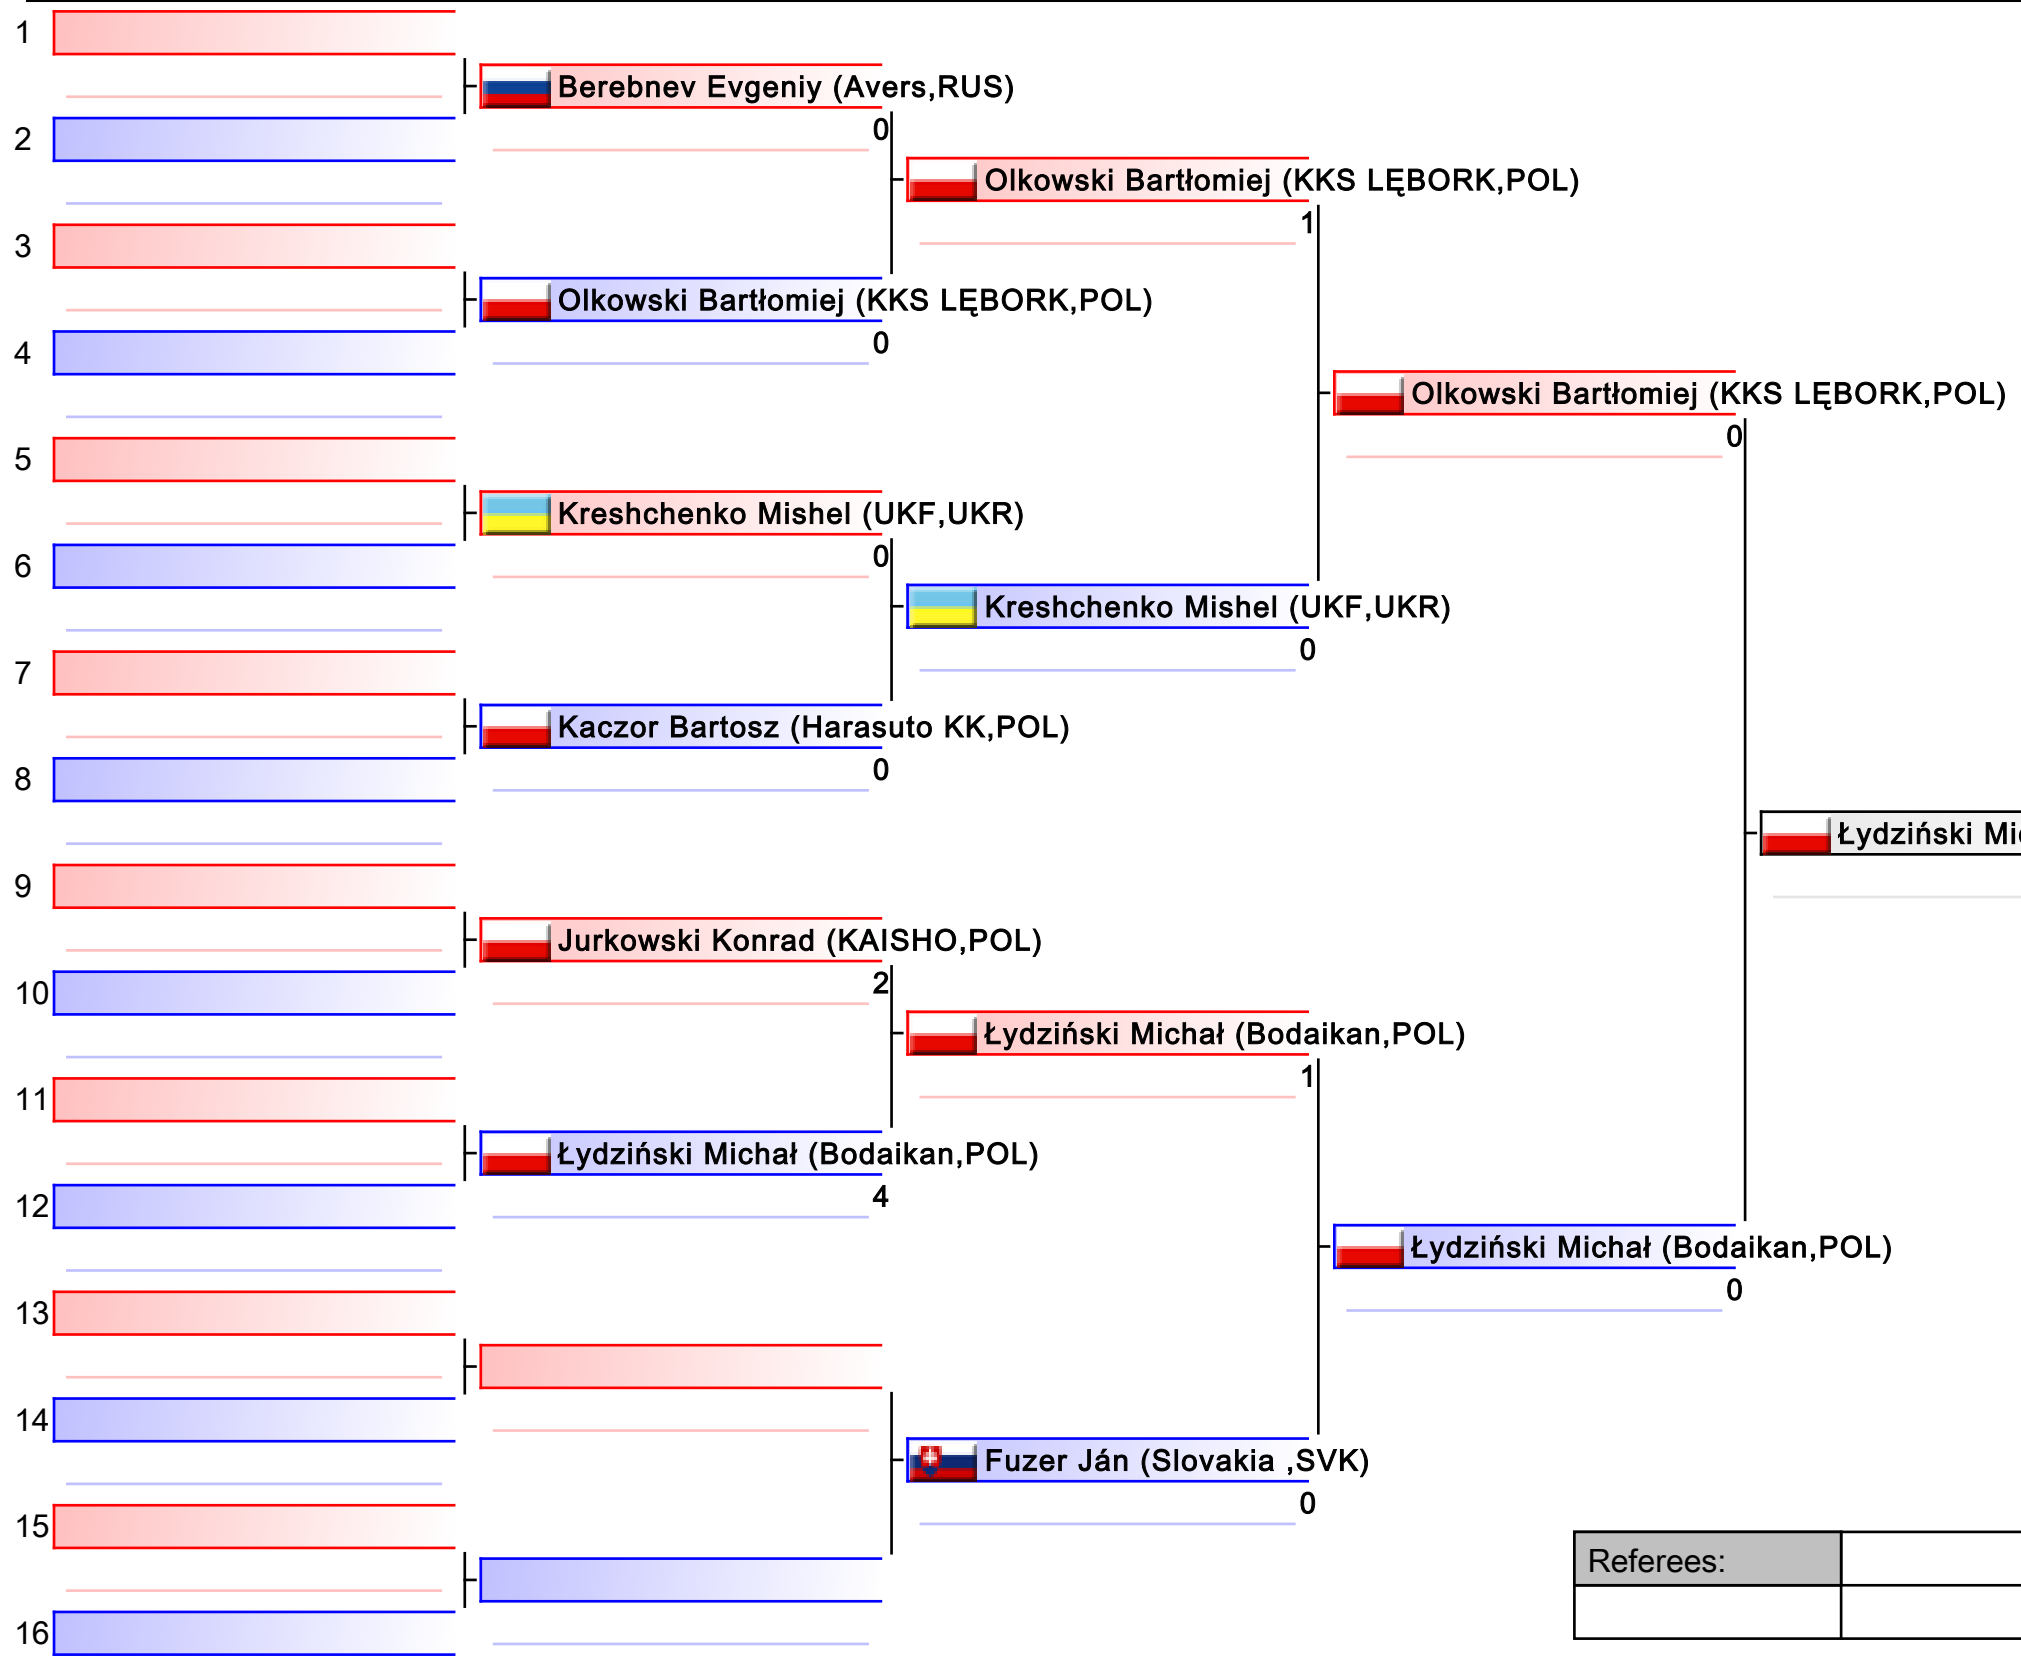 1
Berebnev Evgeniy (Avers,RUS)
0
2
Olkowski Bartłomiej (KKS LĘBORK,POL)
1
3
Olkowski Bartłomiej (KKS LĘBORK,POL)
0
4
Olkowski Bartłomiej (KKS LĘBORK,POL)
0
5
Kreshchenko Mishel (UKF,UKR)
0
6
Kreshchenko Mishel (UKF,UKR)
0
7
Kaczor Bartosz (Harasuto KK,POL)
0
8
Łydziński Mic
9
Jurkowski Konrad (KAISHO,POL)
2
10
Łydziński Michał (Bodaikan,POL)
1
11
Łydziński Michał (Bodaikan,POL)
4
12
Łydziński Michał (Bodaikan,POL)
0
13
14
Fuzer Ján (Slovakia ,SVK)
0
15
Referees:
16